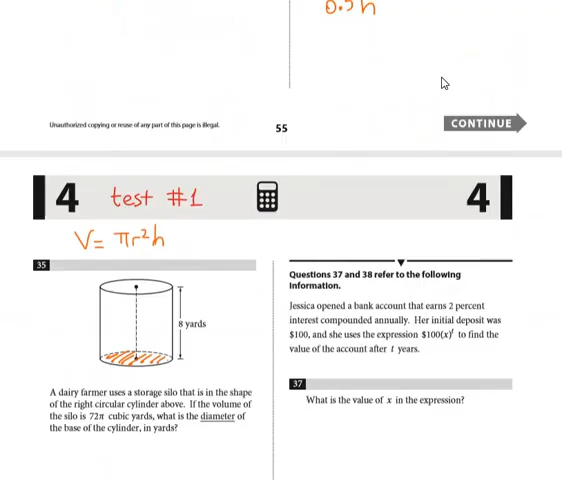 0.5h
Unauthorized copying or reuse of any part of this page is illegal.
55
CONTINUE
4
test #1
4
V= πr²h
35
8 yards
A dairy farmer uses a storage silo that is in the shape
of the right circular cylinder above. If the volume of
the silo is 72π cubic yards, what is the diameter of
the base of the cylinder, in yards?
Questions 37 and 38 refer to the following
information.
Jessica opened a bank account that earns 2 percent
interest compounded annually. Her initial deposit was
$100, and she uses the expression $100(x)ᵗ to find the
value of the account after t years.
37
What is the value of x in the expression?